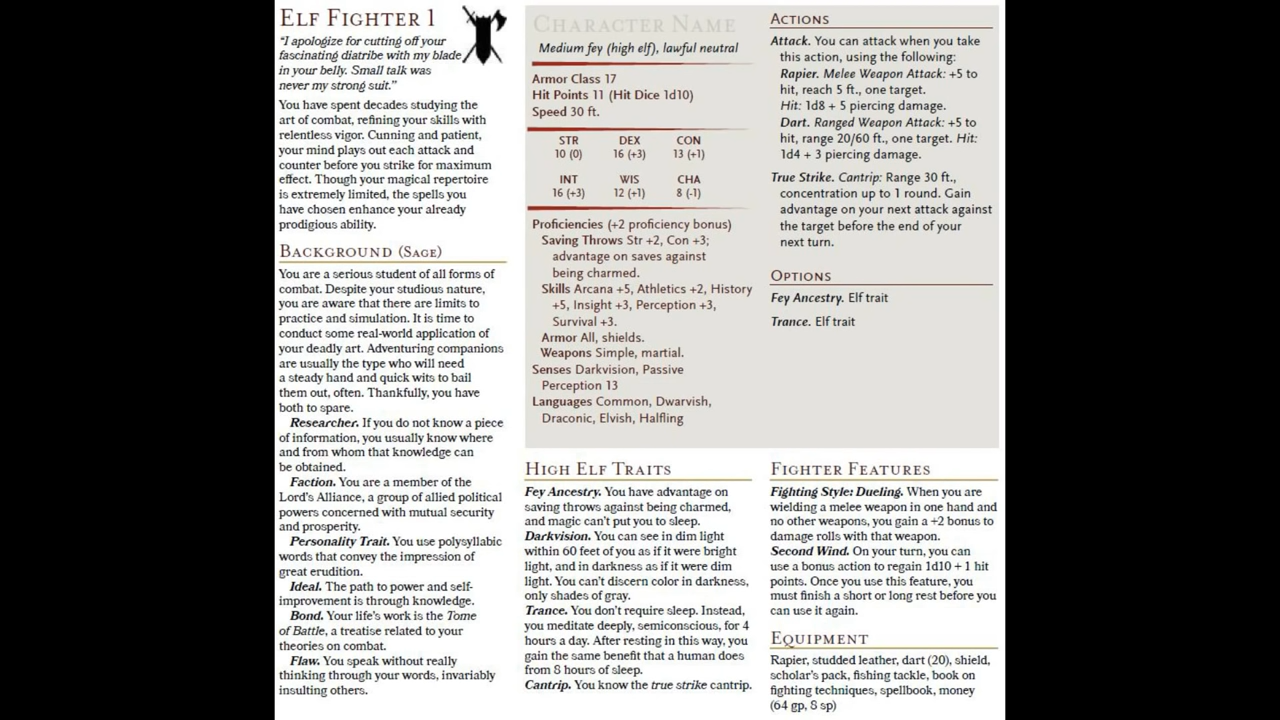 ELF FIGHTER 1
“I apologize for cutting off your
fascinating diatribe with my blade
in your belly. Small talk was
never my strong suit.”
You have spent decades studying the
art of combat, refining your skills with
relentless vigor. Cunning and patient,
your mind plays out each attack and
counter before you strike for maximum
effect. Though your magical repertoire
is extremely limited, the spells you
have chosen enhance your already
prodigious ability.
BACKGROUND (SAGE)
You are a serious student of all forms of
combat. Despite your studious nature,
you are aware that there are limits to
practice and simulation. It is time to
conduct some real-world application of
your deadly art. Adventuring companions
are usually the type who will need
a steady hand and quick wits to bail
them out, often. Thankfully, you have
both to spare.
Researcher. If you do not know a piece
of information, you usually know where
and from whom that knowledge can
be obtained.
Faction. You are a member of the
Lord’s Alliance, a group of allied political
powers concerned with mutual security
and prosperity.
Personality Trait. You use polysyllabic
words that convey the impression of
great erudition.
Ideal. The path to power and self-
improvement is through knowledge.
Bond. Your life’s work is the Tome
of Battle, a treatise related to your
theories on combat.
Flaw. You speak without really
thinking through your words, invariably
insulting others.
CHARACTER NAME
Medium fey (high elf), lawful neutral
Armor Class 17
Hit Points 11 (Hit Dice 1d10)
Speed 30 ft.
STR DEX CON
10 (0) 16 (+3) 13 (+1)
INT WIS CHA
16 (+3) 12 (+1) 8 (-1)
Proficiencies (+2 proficiency bonus)
Saving Throws Str +2, Con +3;
advantage on saves against
being charmed.
Skills Arcana +5, Athletics +2, History
+5, Insight +3, Perception +3,
Survival +3.
Armor All, shields.
Weapons Simple, martial.
Senses Darkvision, Passive
Perception 13
Languages Common, Dwarvish,
Draconic, Elvish, Halfling
ACTIONS
Attack. You can attack when you take
this action, using the following:
Rapier. Melee Weapon Attack: +5 to
hit, reach 5 ft., one target.
Hit: 1d8 + 5 piercing damage.
Dart. Ranged Weapon Attack: +5 to
hit, range 20/60 ft., one target. Hit:
1d4 + 3 piercing damage.
True Strike. Cantrip: Range 30 ft.,
concentration up to 1 round. Gain
advantage on your next attack against
the target before the end of your
next turn.
OPTIONS
Fey Ancestry. Elf trait
Trance. Elf trait
HIGH ELF TRAITS
Fey Ancestry. You have advantage on
saving throws against being charmed,
and magic can’t put you to sleep.
Darkvision. You can see in dim light
within 60 feet of you as if it were bright
light, and in darkness as if it were dim
light. You can’t discern color in darkness,
only shades of gray.
Trance. You don’t require sleep. Instead,
you meditate deeply, semiconscious, for 4
hours a day. After resting in this way, you
gain the same benefit that a human does
from 8 hours of sleep.
Cantrip. You know the true strike cantrip.
FIGHTER FEATURES
Fighting Style: Dueling. When you are
wielding a melee weapon in one hand and
no other weapons, you gain a +2 bonus to
damage rolls with that weapon.
Second Wind. On your turn, you can
use a bonus action to regain 1d10 + 1 hit
points. Once you use this feature, you
must finish a short or long rest before you
can use it again.
EQUIPMENT
Rapier, studded leather, dart (20), shield,
scholar’s pack, fishing tackle, book on
fighting techniques, spellbook, money
(64 gp, 8 sp)